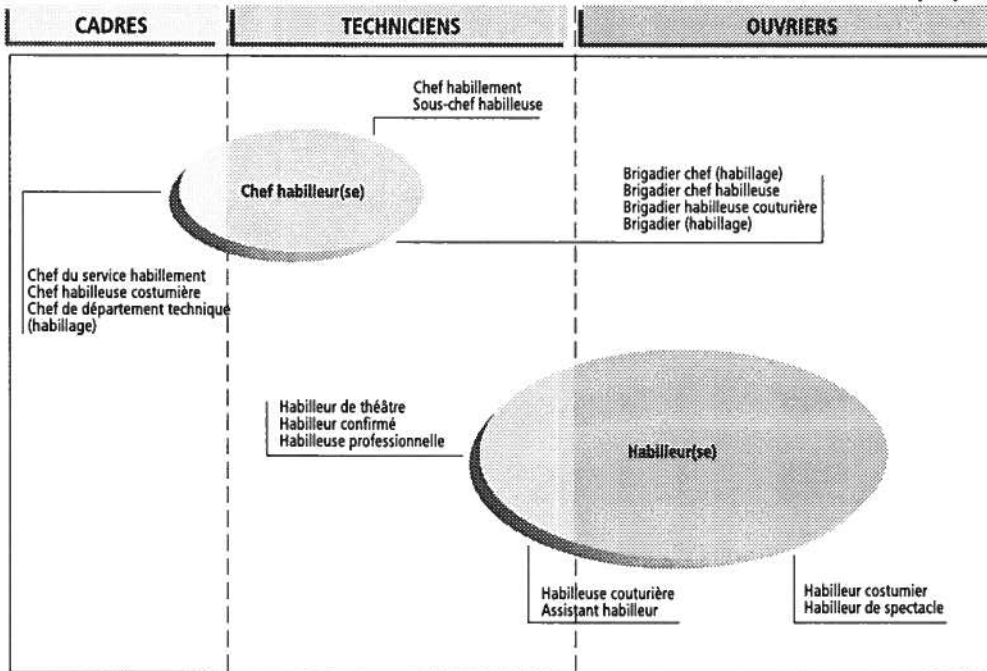 CADRES
TECHNICIENS
OUVRIERS
Chef habillement
Sous-chef habilleuse
Chef habilleur(se)
Brigadier chef (habillage)
Brigadier chef habilleuse
Brigadier habilleuse couturière
Brigadier (habillage)
Chef du service habillement
Chef habilleuse costumière
Chef de département technique
(habillage)
Habilleur de théâtre
Habilleur confirmé
Habilleuse professionnelle
Habilleur(se)
Habilleuse couturière
Assistant habilleur
Habilleur costumier
Habilleur de spectacle